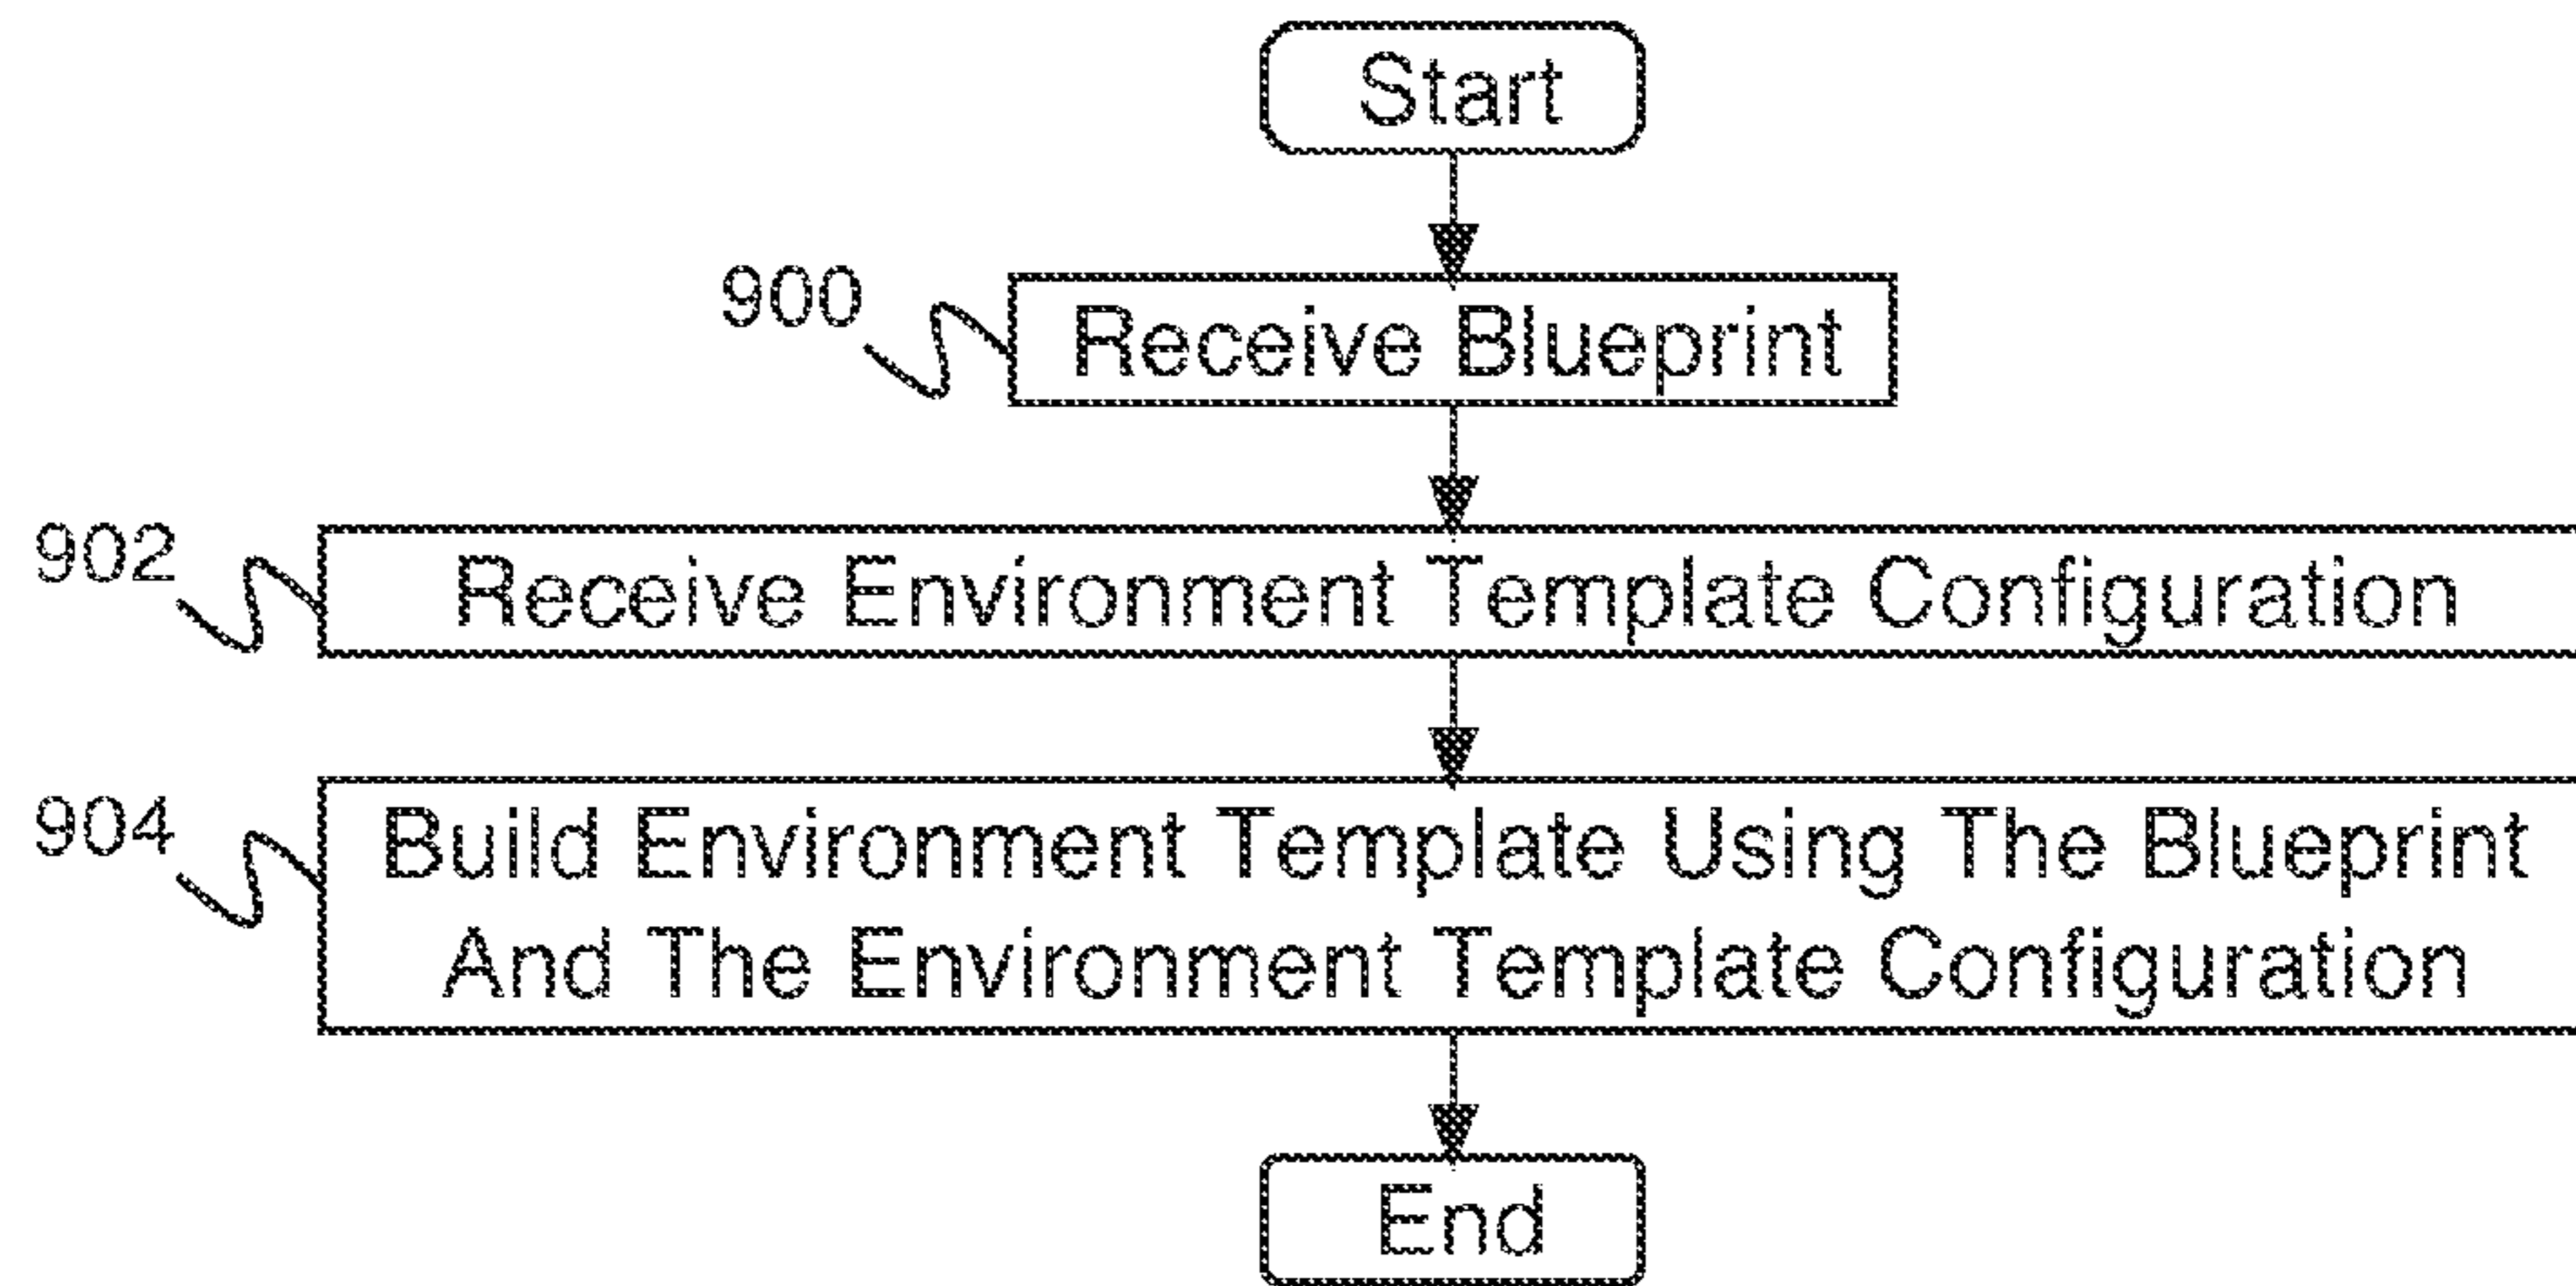 Start
900
Receive Blueprint
902
Receive Environment Template Configuration
904
Build Environment Template Using The Blueprint
And The Environment Template Configuration
End